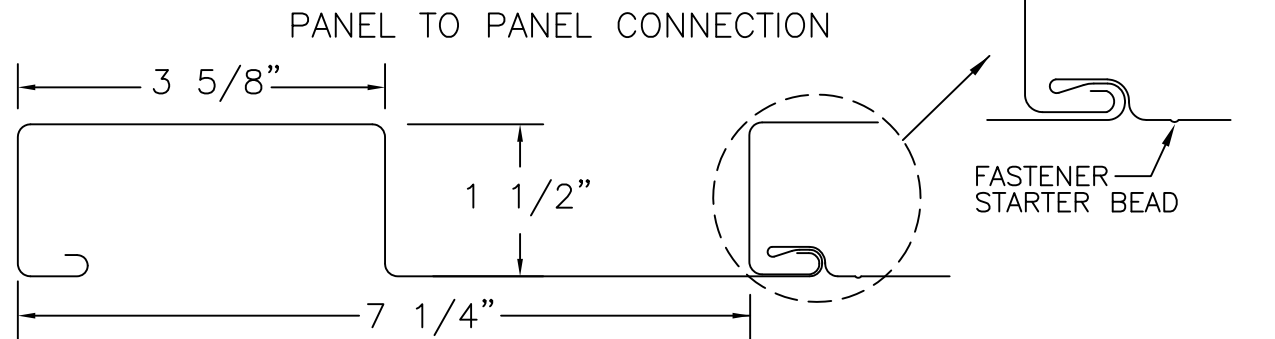 PANEL TO PANEL CONNECTION
3 5/8”
1 1/2”
7 1/4”
FASTENER
STARTER BEAD